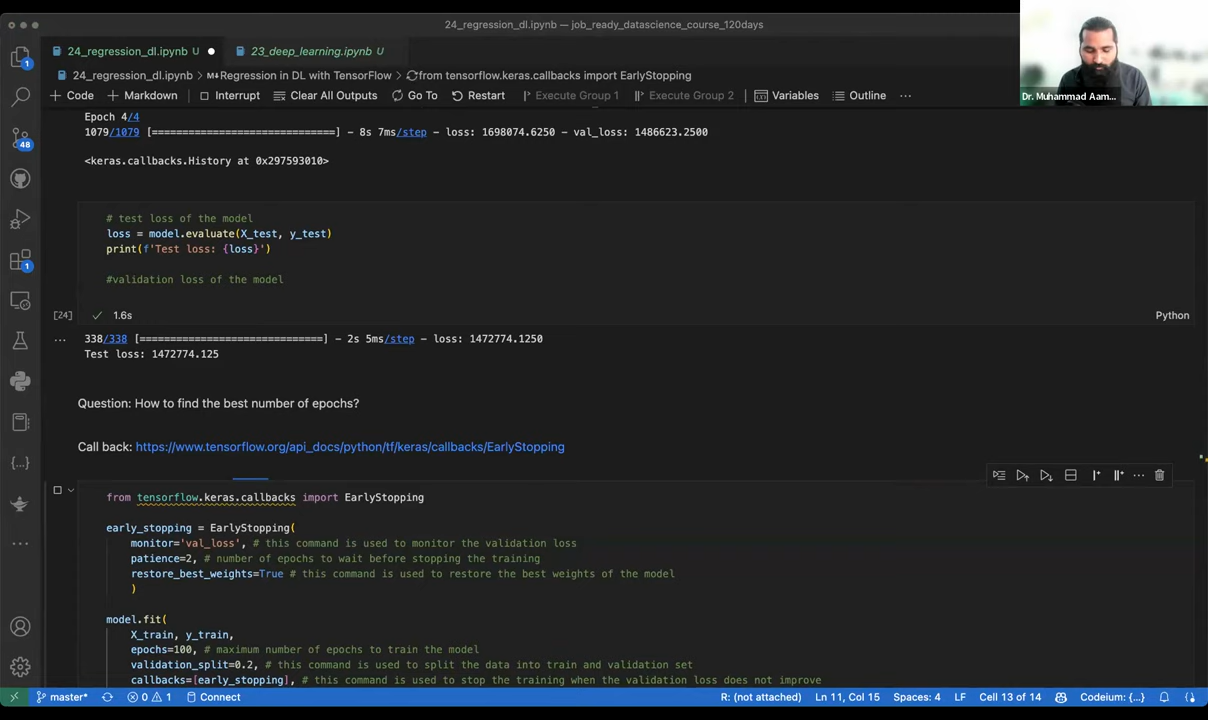 24_regression_dl.ipynb — job_ready_datascience_course_120days
24_regression_dl.ipynb U 23_deep_learning.ipynb U
24_regression_dl.ipynb > Regression in DL with TensorFlow > from tensorflow.keras.callbacks import EarlyStopping
+ Code + Markdown Interrupt Clear All Outputs Go To Restart Execute Group 1 Execute Group 2 Variables Outline ...
Dr. Muhammad Aam...
Epoch 4/4
1079/1079 [==============================] - 8s 7ms/step - loss: 1698074.6250 - val_loss: 1486623.2500
<keras.callbacks.History at 0x297593010>
# test loss of the model
loss = model.evaluate(X_test, y_test)
print(f'Test loss: {loss}')
#validation loss of the model
[24] ✓ 1.6s Python
338/338 [==============================] - 2s 5ms/step - loss: 1472774.1250
Test loss: 1472774.125
Question: How to find the best number of epochs?
Call back: https://www.tensorflow.org/api_docs/python/tf/keras/callbacks/EarlyStopping
from tensorflow.keras.callbacks import EarlyStopping
early_stopping = EarlyStopping(
monitor='val_loss', # this command is used to monitor the validation loss
patience=2, # number of epochs to wait before stopping the training
restore_best_weights=True # this command is used to restore the best weights of the model
)
model.fit(
X_train, y_train,
epochs=100, # maximum number of epochs to train the model
validation_split=0.2, # this command is used to split the data into train and validation set
callbacks=[early_stopping], # this command is used to stop the training when the validation loss does not improve
1
48
1
master* 0 1 Connect R: (not attached) Ln 11, Col 15 Spaces: 4 LF Cell 13 of 14 Codeium: {...}